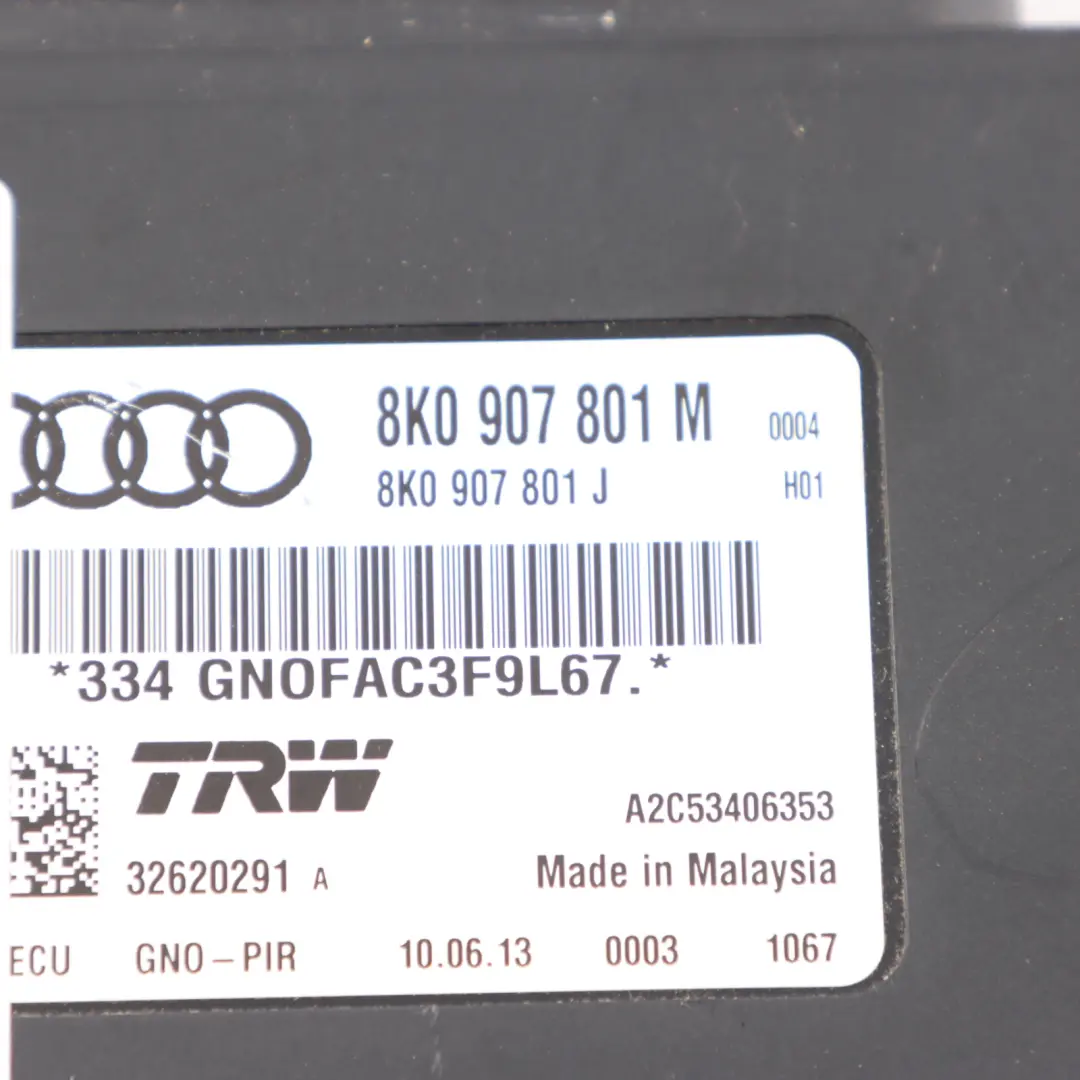 8K0 907 801 M 0004
8K0 907 801 J H01
*334 GNOFAC3F9L67.*
TRW
A2C53406353
32620291 A Made in Malaysia
ECU GNO-PIR 10.06.13 0003 1067